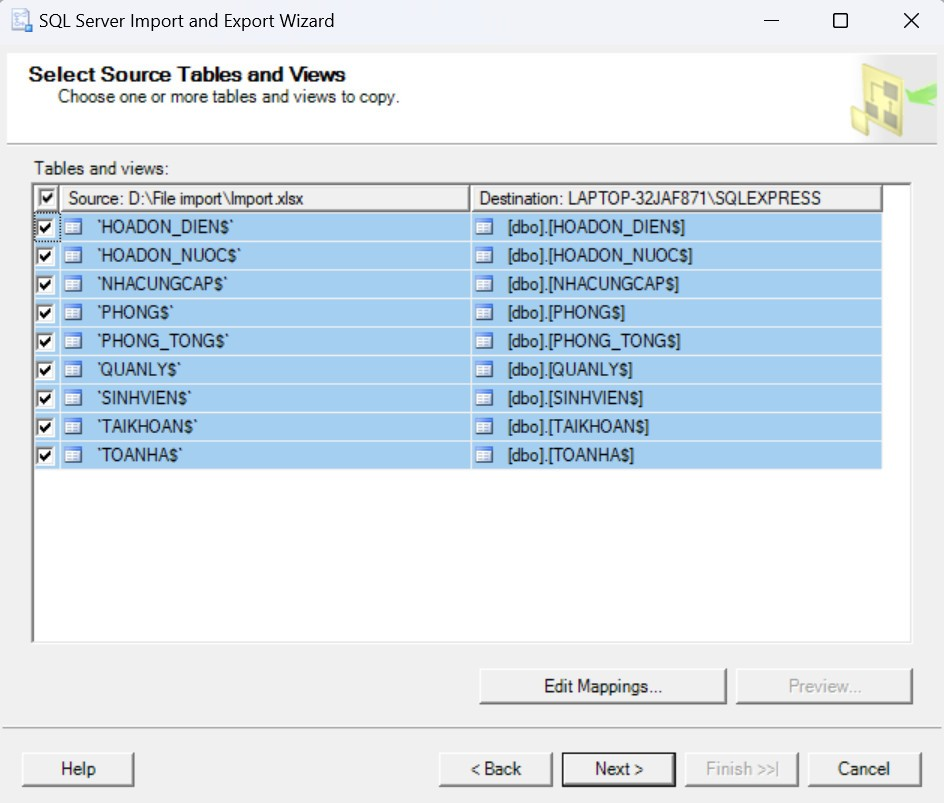 SQL Server Import and Export Wizard
Select Source Tables and Views
Choose one or more tables and views to copy.
Tables and views:
Source: D:\File import\Import.xlsx Destination: LAPTOP-32JAF871\SQLEXPRESS
`HOADON_DIEN$` [dbo].[HOADON_DIEN$]
`HOADON_NUOC$` [dbo].[HOADON_NUOC$]
`NHACUNGCAP$` [dbo].[NHACUNGCAP$]
`PHONG$` [dbo].[PHONG$]
`PHONG_TONG$` [dbo].[PHONG_TONG$]
`QUANLY$` [dbo].[QUANLY$]
`SINHVIEN$` [dbo].[SINHVIEN$]
`TAIKHOAN$` [dbo].[TAIKHOAN$]
`TOANHA$` [dbo].[TOANHA$]
Edit Mappings... Preview...
Help < Back Next > Finish >>| Cancel